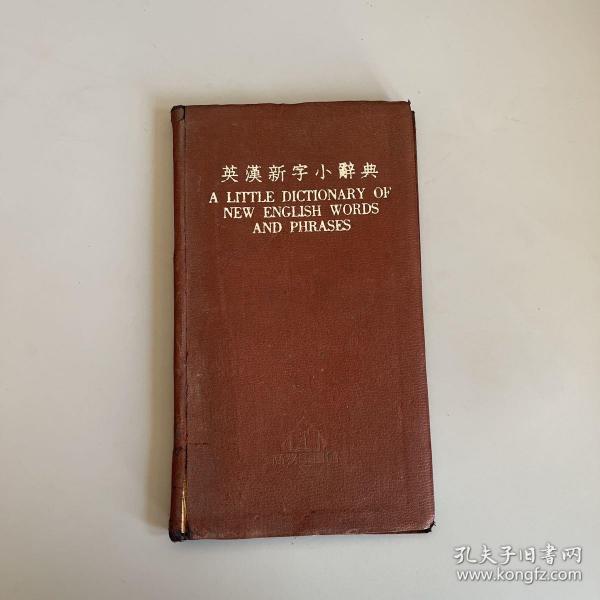 英漢新字小辭典
A LITTLE DICTIONARY OF
NEW ENGLISH WORDS
AND PHRASES
孔夫子旧书网
www.kongfz.com